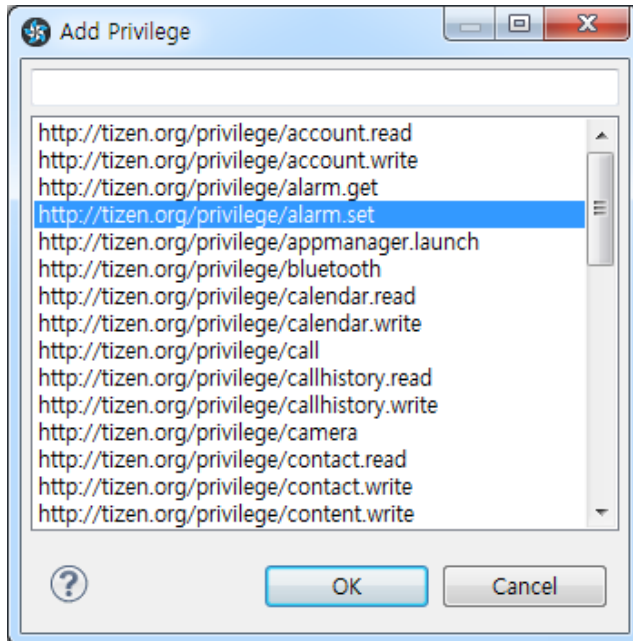 Add Privilege
http://tizen.org/privilege/account.read
http://tizen.org/privilege/account.write
http://tizen.org/privilege/alarm.get
http://tizen.org/privilege/alarm.set
http://tizen.org/privilege/appmanager.launch
http://tizen.org/privilege/bluetooth
http://tizen.org/privilege/calendar.read
http://tizen.org/privilege/calendar.write
http://tizen.org/privilege/call
http://tizen.org/privilege/callhistory.read
http://tizen.org/privilege/callhistory.write
http://tizen.org/privilege/camera
http://tizen.org/privilege/contact.read
http://tizen.org/privilege/contact.write
http://tizen.org/privilege/content.write
OK Cancel